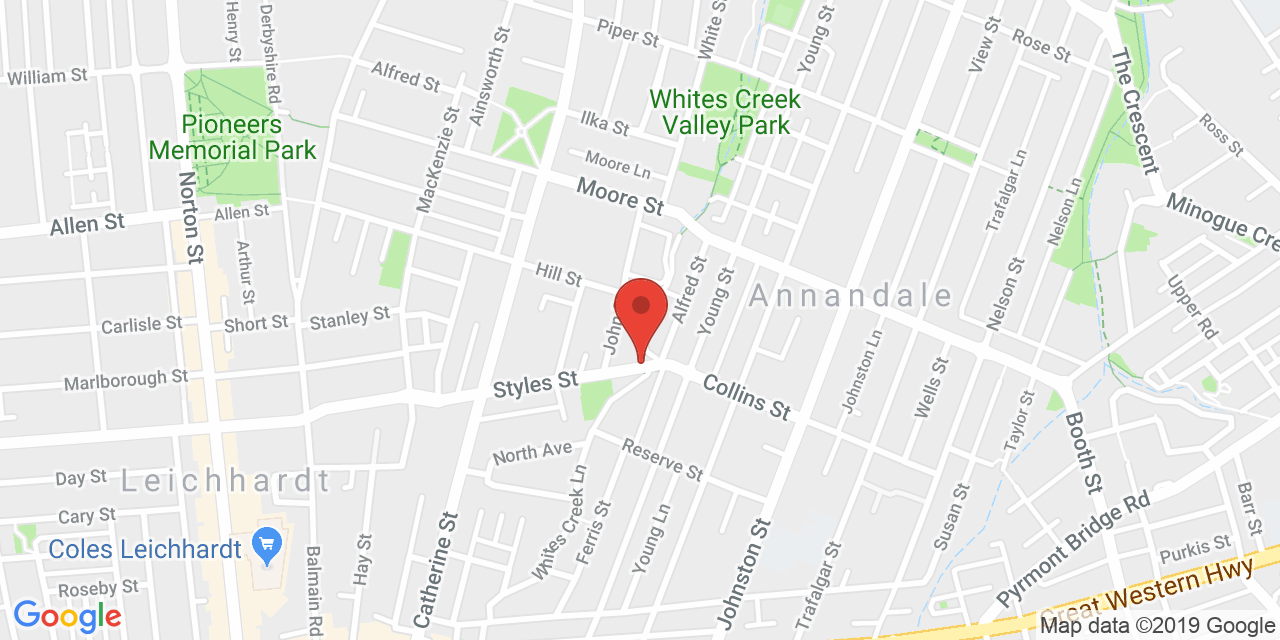 Piper St
White St
Young St
View St
Rose St
The Crescent
Henry St
Derbyshire Rd
William St
Alfred St
Ainsworth St
Whites Creek
Valley Park
Ilka St
Ross St
Pioneers
Memorial Park
MacKenzie St
Moore Ln
Moore St
Trafalgar Ln
Nelson Ln
Minogue Cre
Norton St
Allen St
Allen St
Arthur St
Hill St
Alfred St
Young St
Annandale
Nelson St
Upper Rd
Carlisle St
Short St
Stanley St
John
Johnston Ln
Wells St
Marlborough St
Styles St
Collins St
Taylor St
Booth St
North Ave
Reserve St
Day St
Leichhardt
Whites Creek Ln
Ferris St
Young Ln
Susan St
Pyrmont Bridge Rd
Barr St
Cary St
Coles Leichhardt
Catherine St
Hay St
Balmain Rd
Johnston St
Trafalgar St
Purkis St
Roseby St
Great Western Hwy
Google
Map data ©2019 Google